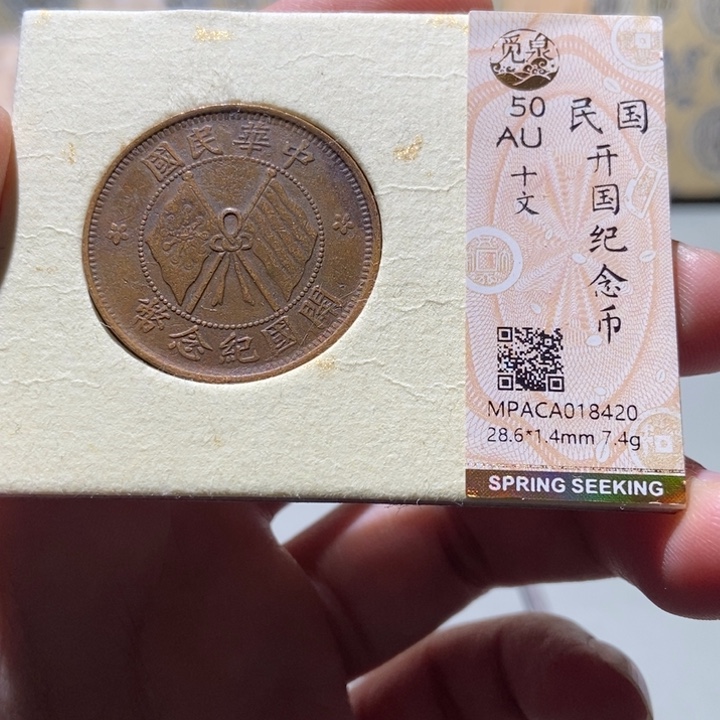 中華民國
開國紀念幣
觅泉
50
AU
十文
民国
开国纪念币
MPACA018420
28.6*1.4mm 7.4g
SPRING SEEKING